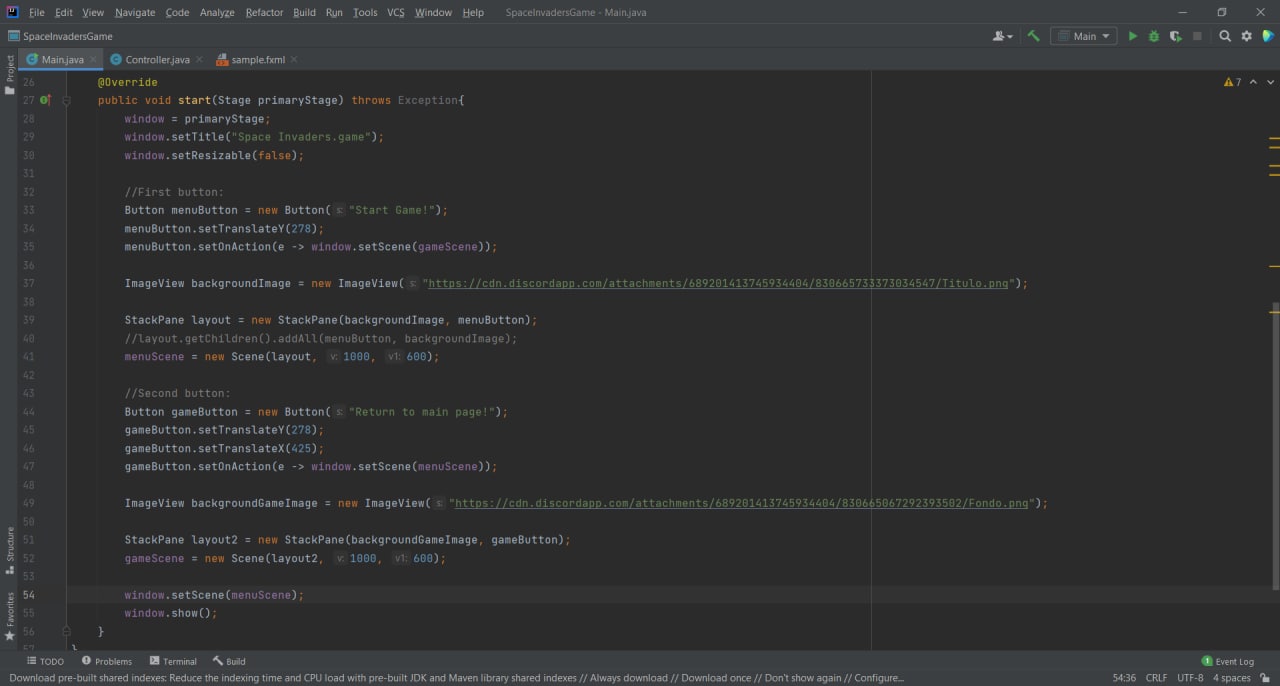 File Edit View Navigate Code Analyze Refactor Build Run Tools VCS Window Help SpaceInvadersGame - Main.java
SpaceInvadersGame Main
Project
Main.java Controller.java sample.fxml
26 @Override
27 public void start(Stage primaryStage) throws Exception{
7
28 window = primaryStage;
29 window.setTitle("Space Invaders.game");
30 window.setResizable(false);
31
32 //First button:
33 Button menuButton = new Button( s: "Start Game!");
34 menuButton.setTranslateY(278);
35 menuButton.setOnAction(e -> window.setScene(gameScene));
36
37 ImageView backgroundImage = new ImageView( s: "https://cdn.discordapp.com/attachments/689201413745934404/830665733373034547/Titulo.png");
38
39 StackPane layout = new StackPane(backgroundImage, menuButton);
40 //layout.getChildren().addAll(menuButton, backgroundImage);
41 menuScene = new Scene(layout, v: 1000, v1: 600);
42
43 //Second button:
44 Button gameButton = new Button( s: "Return to main page!");
45 gameButton.setTranslateY(278);
46 gameButton.setTranslateX(425);
47 gameButton.setOnAction(e -> window.setScene(menuScene));
48
49 ImageView backgroundGameImage = new ImageView( s: "https://cdn.discordapp.com/attachments/689201413745934404/830665067292393502/Fondo.png");
50
51 StackPane layout2 = new StackPane(backgroundGameImage, gameButton);
52 gameScene = new Scene(layout2, v: 1000, v1: 600);
53
54 window.setScene(menuScene);
55 window.show();
56 }
57 }
Structure
Favorites
TODO Problems Terminal Build 1 Event Log
Download pre-built shared indexes: Reduce the indexing time and CPU load with pre-built JDK and Maven library shared indexes // Always download // Download once // Don't show again // Configure... 54:36 CRLF UTF-8 4 spaces